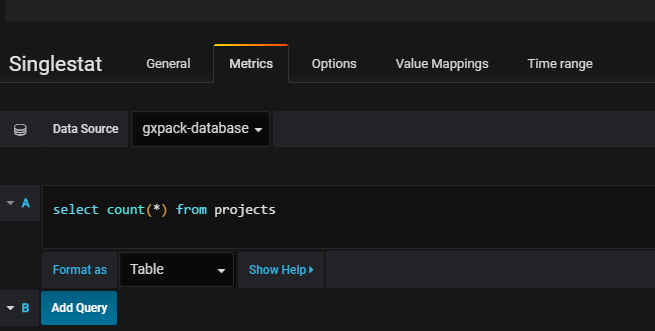 Singlestat General Metrics Options Value Mappings Time range
Data Source gxpack-database
A select count(*) from projects
Format as Table Show Help
B Add Query